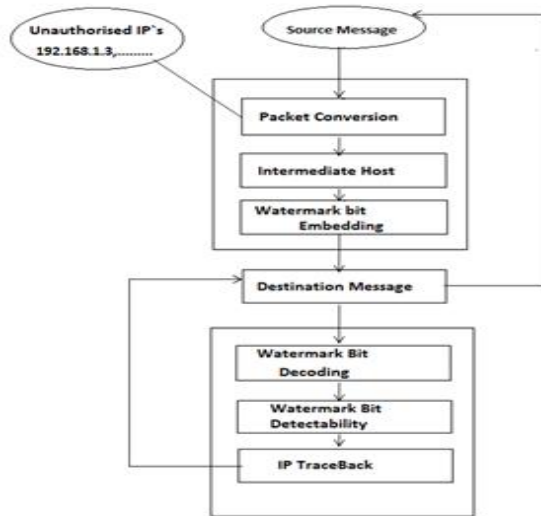 Unauthorised IP`s
192.168.1.3,.........
Source Message
Packet Conversion
Intermediate Host
Watermark bit
Embedding
Destination Message
Watermark Bit
Decoding
Watermark Bit
Detectability
IP TraceBack